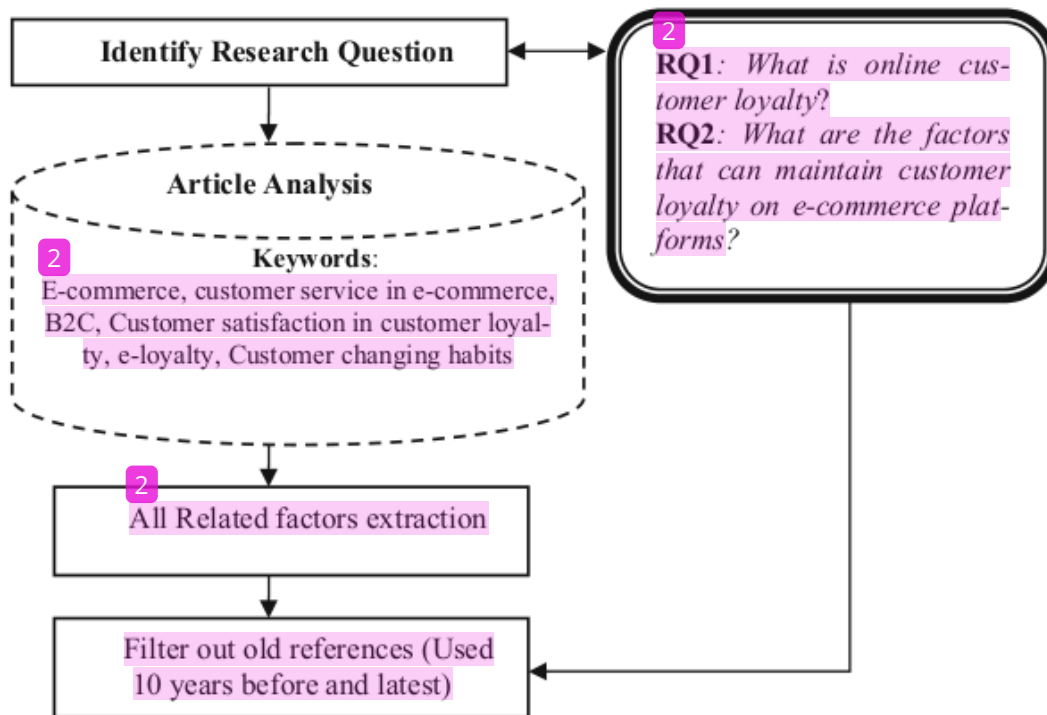 Identify Research Question
2
RQ1: What is online cus-
tomer loyalty?
RQ2: What are the factors
that can maintain customer
loyalty on e-commerce plat-
forms?
Article Analysis
2
Keywords:
E-commerce, customer service in e-commerce,
B2C, Customer satisfaction in customer loyal-
ty, e-loyalty, Customer changing habits
2
All Related factors extraction
Filter out old references (Used
10 years before and latest)